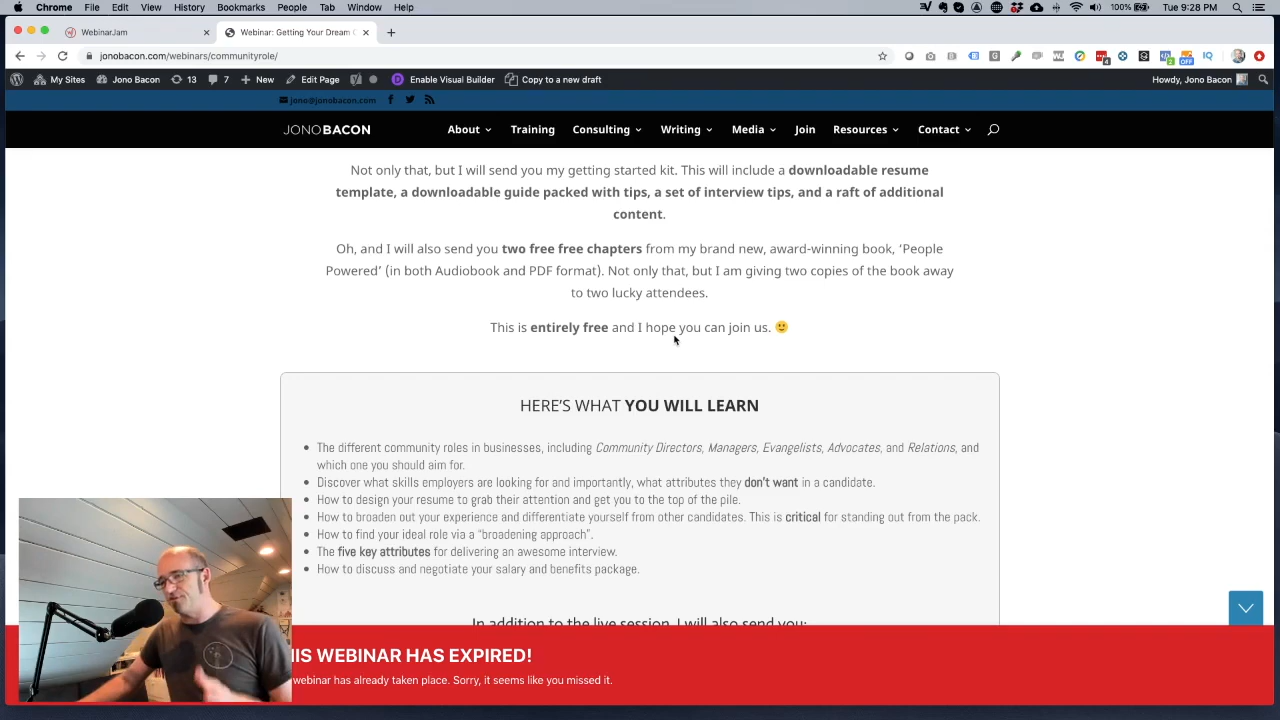 Chrome File Edit View History Bookmarks People Tab Window Help 100% Tue 9:28 PM
WebinarJam Webinar: Getting Your Dream C
jonobacon.com/webinars/communityrole/
My Sites Jono Bacon 13 7 New Edit Page Enable Visual Builder Copy to a new draft Howdy, Jono Bacon
jono@jonobacon.com
JONOBACON About Training Consulting Writing Media Join Resources Contact
Not only that, but I will send you my getting started kit. This will include a downloadable resume
template, a downloadable guide packed with tips, a set of interview tips, and a raft of additional
content.
Oh, and I will also send you two free free chapters from my brand new, award-winning book, ‘People
Powered’ (in both Audiobook and PDF format). Not only that, but I am giving two copies of the book away
to two lucky attendees.
This is entirely free and I hope you can join us. 🙂
HERE’S WHAT YOU WILL LEARN
The different community roles in businesses, including Community Directors, Managers, Evangelists, Advocates, and Relations, and
which one you should aim for.
Discover what skills employers are looking for and importantly, what attributes they don’t want in a candidate.
How to design your resume to grab their attention and get you to the top of the pile.
How to broaden out your experience and differentiate yourself from other candidates. This is critical for standing out from the pack.
How to find your ideal role via a “broadening approach”.
The five key attributes for delivering an awesome interview.
How to discuss and negotiate your salary and benefits package.
In addition to the live session, I will also send you:
IS WEBINAR HAS EXPIRED!
webinar has already taken place. Sorry, it seems like you missed it.